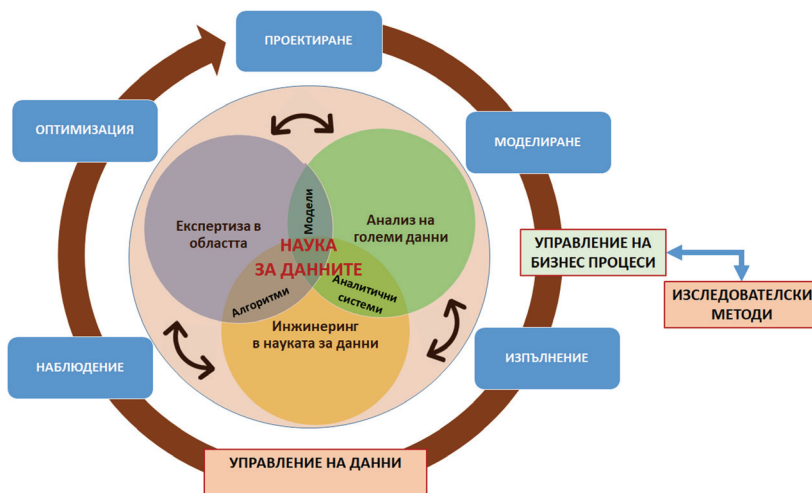 ПРОЕКТИРАНЕ
ОПТИМИЗАЦИЯ
МОДЕЛИРАНЕ
Модели
Експертиза в
областта
Анализ на
големи данни
НАУКА
ЗА ДАННИТЕ
УПРАВЛЕНИЕ НА
БИЗНЕС ПРОЦЕСИ
Алгоритми
Аналитични
системи
ИЗСЛЕДОВАТЕЛСКИ
МЕТОДИ
Инжинеринг
в науката за данни
НАБЛЮДЕНИЕ
ИЗПЪЛНЕНИЕ
УПРАВЛЕНИЕ НА ДАННИ